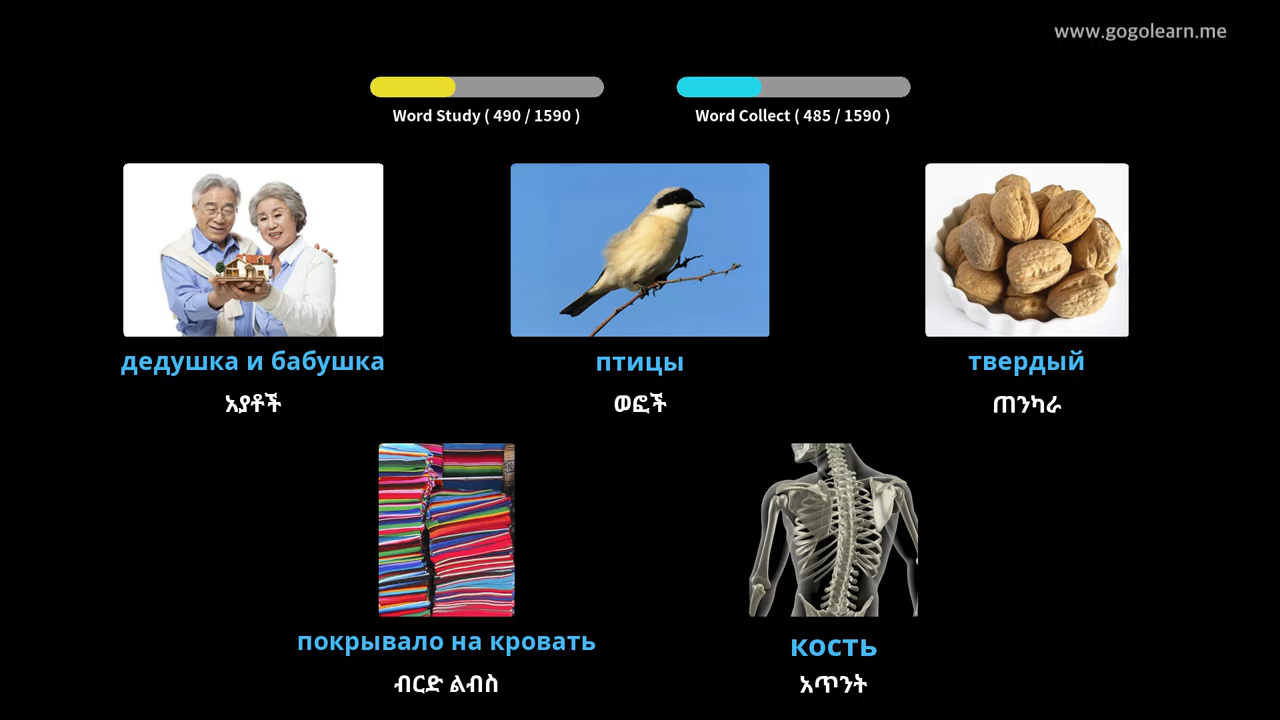 www.gogolearn.me
Word Study ( 490 / 1590 )
Word Collect ( 485 / 1590 )
дедушка и бабушка
አያቶች
птицы
ወፎች
твердый
ጠንካራ
покрывало на кровать
ብርድ ልብስ
кость
አጥንት